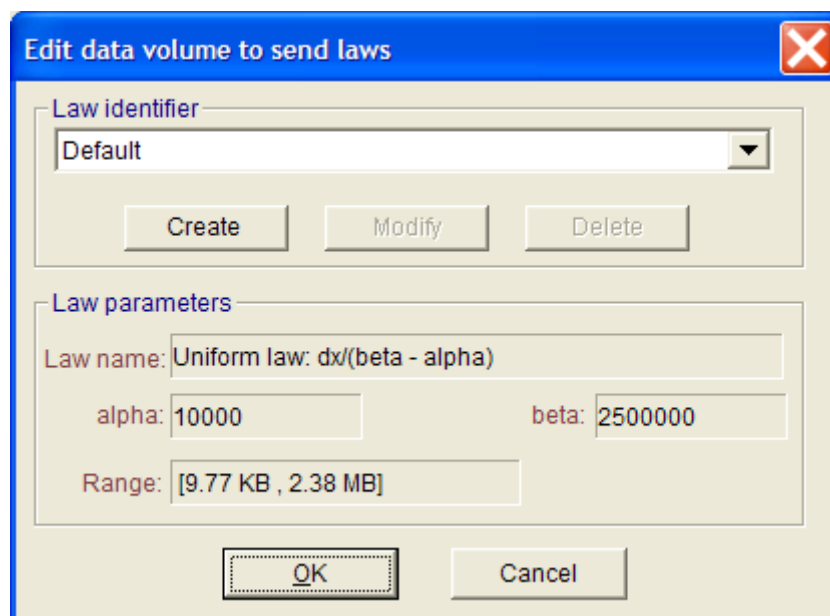 Edit data volume to send laws
Law identifier
Default
Create Modify Delete
Law parameters
Law name: Uniform law: dx/(beta - alpha)
alpha: 10000 beta: 2500000
Range: [9.77 KB , 2.38 MB]
OK Cancel